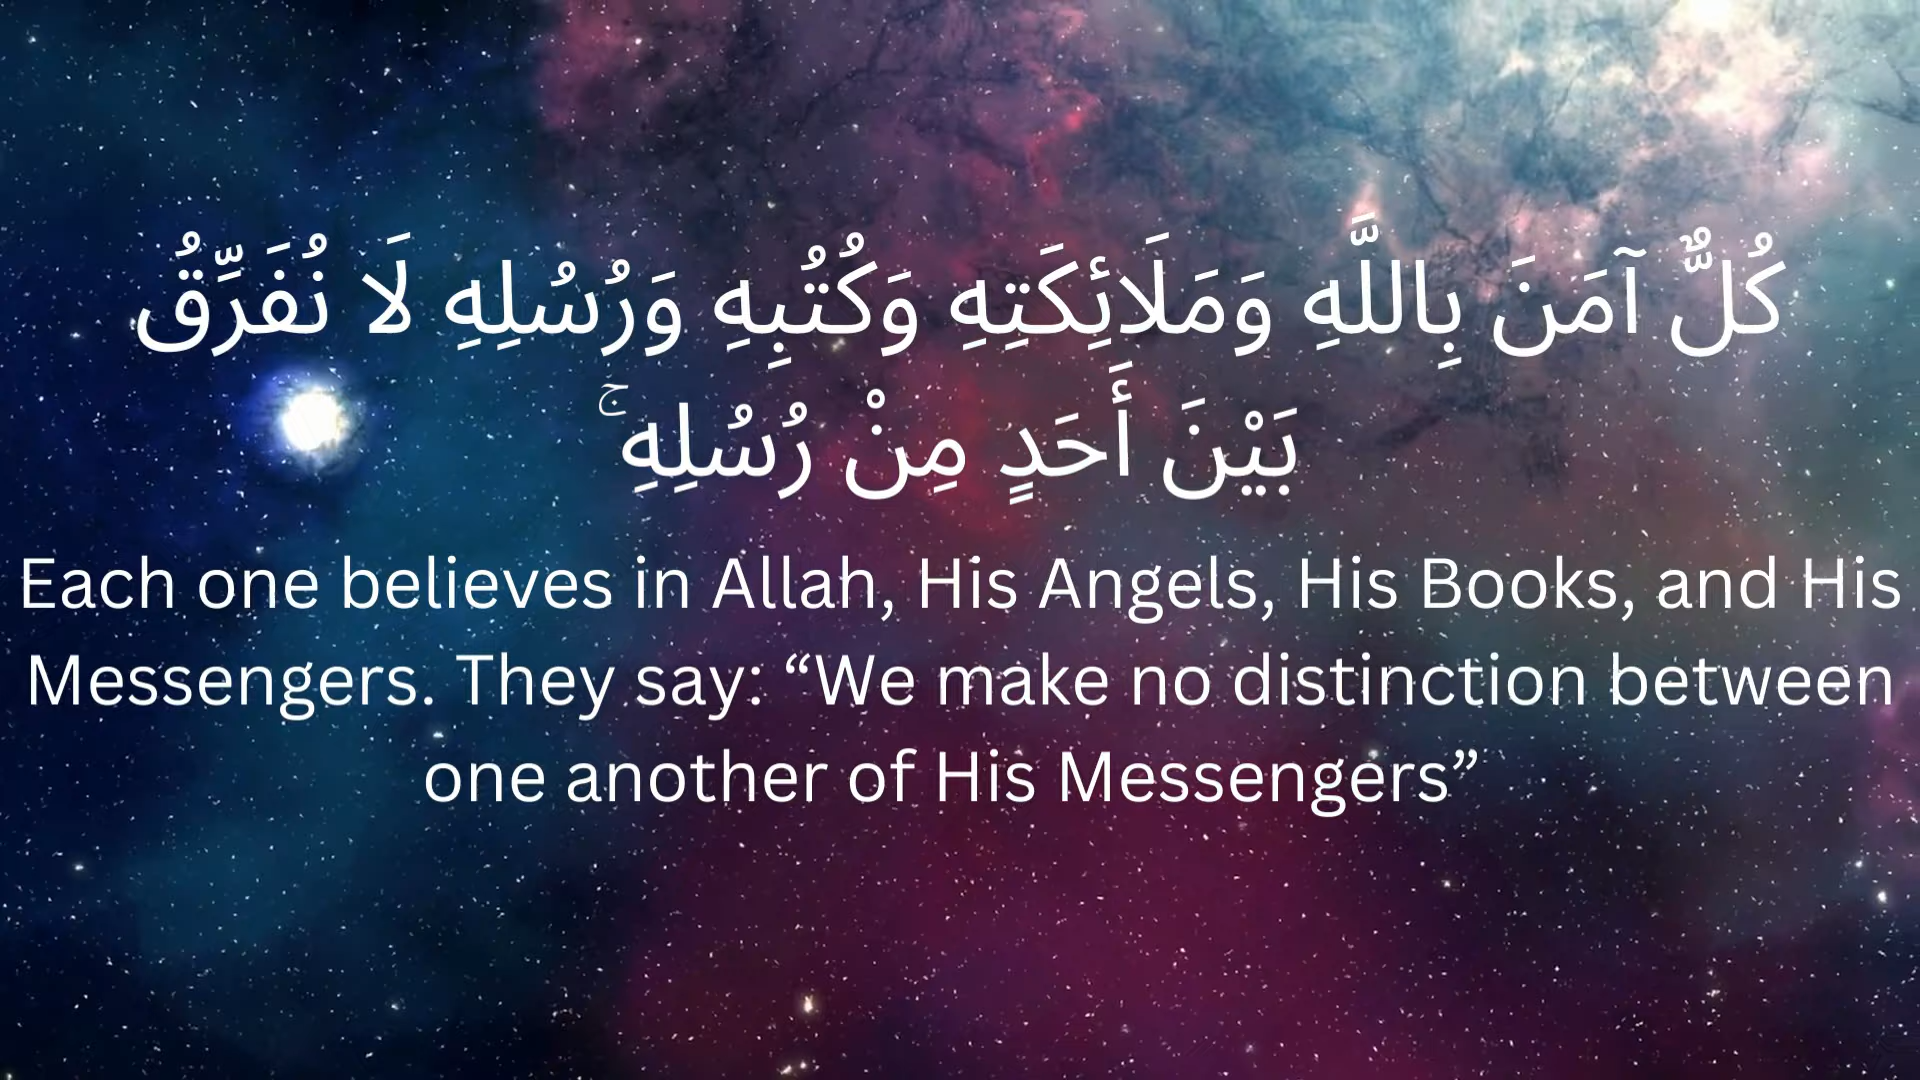 كُلٌّ آمَنَ بِاللَّهِ وَمَلَائِكَتِهِ وَكُتُبِهِ وَرُسُلِهِ لَا نُفَرِّقُ
بَيْنَ أَحَدٍ مِنْ رُسُلِهِ ۚ
Each one believes in Allah, His Angels, His Books, and His
Messengers. They say: “We make no distinction between
one another of His Messengers”